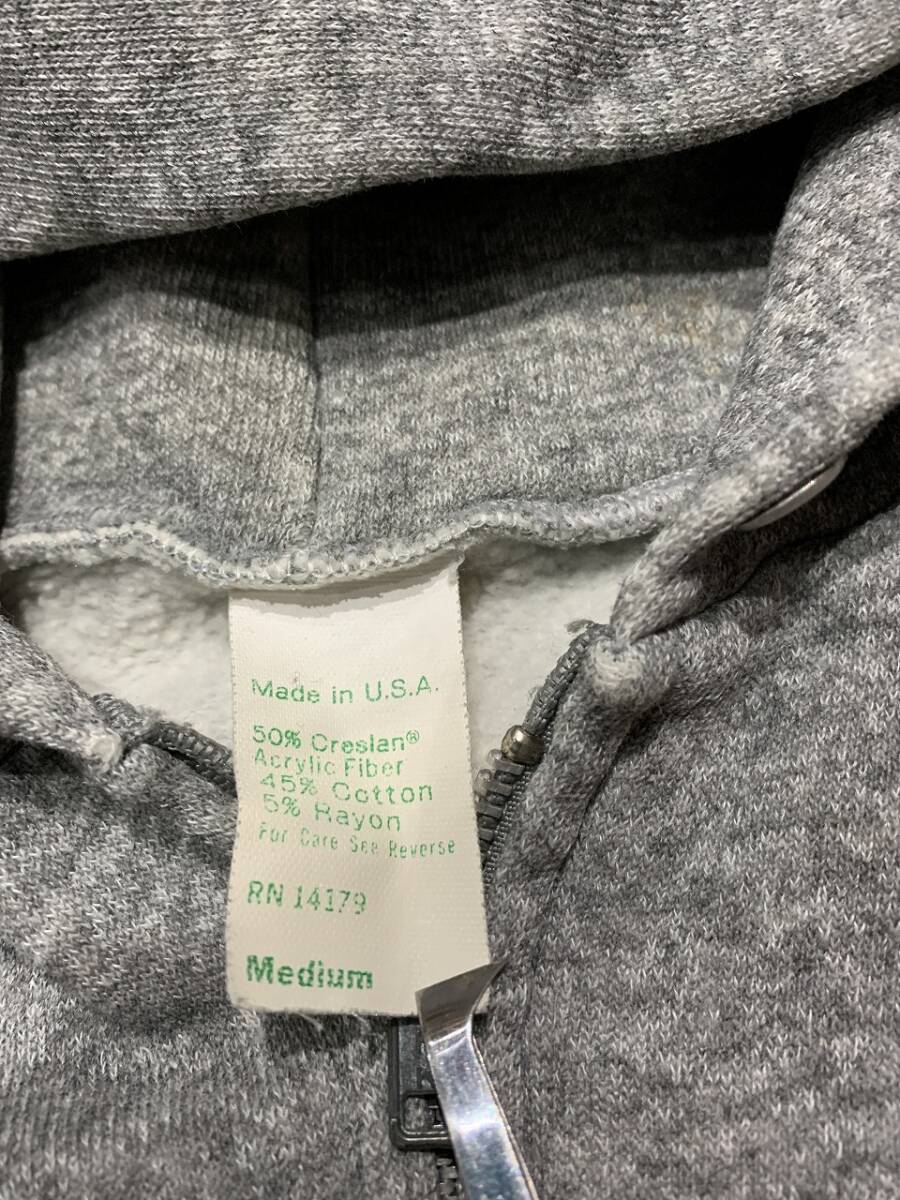 Made in U.S.A.
50% Creslan®
Acrylic Fiber
45% Cotton
5% Rayon
For Care See Reverse
RN 14179
Medium